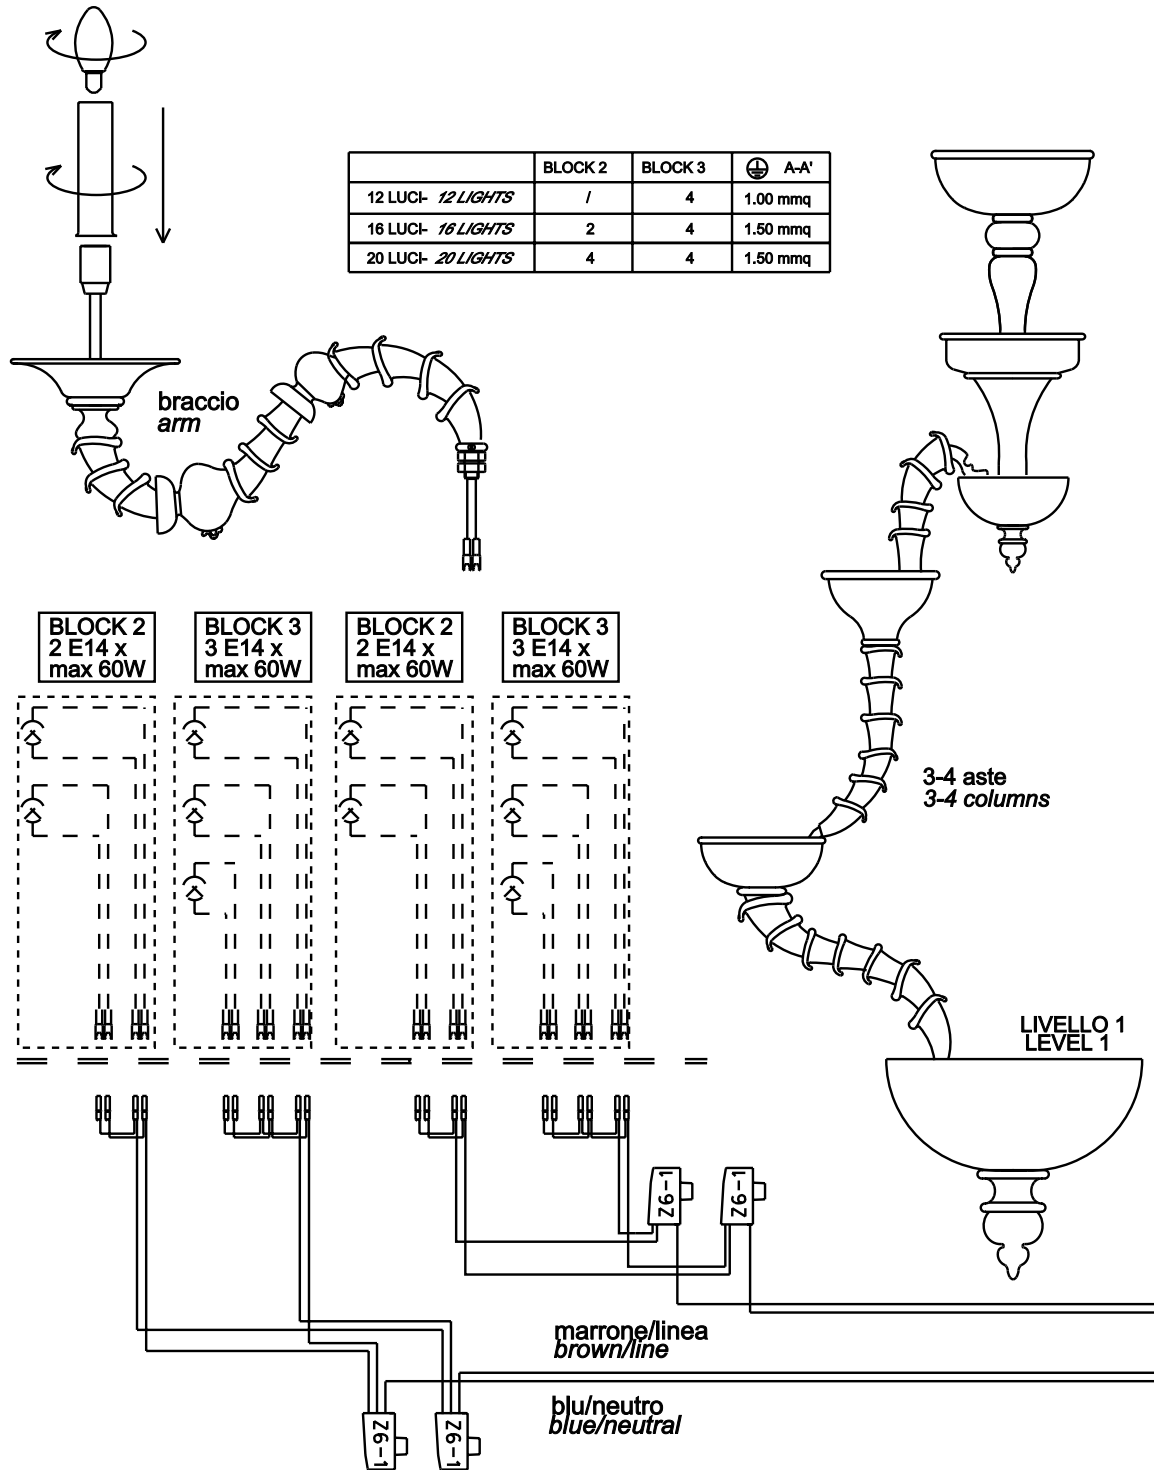 BLOCK 2 BLOCK 3 A-A'
12 LUCI- 12 LIGHTS / 4 1.00 mmq
16 LUCI- 16 LIGHTS 2 4 1.50 mmq
20 LUCI- 20 LIGHTS 4 4 1.50 mmq
braccio
arm
BLOCK 2
2 E14 x
max 60W
BLOCK 3
3 E14 x
max 60W
BLOCK 2
2 E14 x
max 60W
BLOCK 3
3 E14 x
max 60W
3-4 aste
3-4 columns
LIVELLO 1
LEVEL 1
Z6-1
Z6-1
marrone/linea
brown/line
blu/neutro
blue/neutral
Z6-1
Z6-1